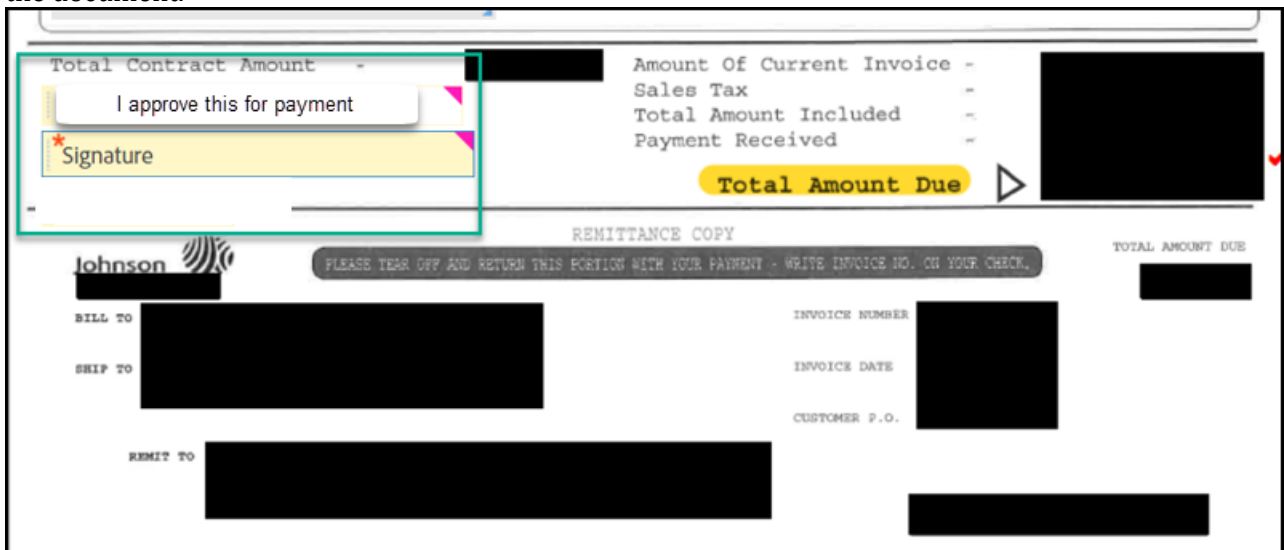 the document.
Total Contract Amount -
I approve this for payment
*Signature
Amount Of Current Invoice -
Sales Tax -
Total Amount Included -
Payment Received -
Total Amount Due
REMITTANCE COPY
TOTAL AMOUNT DUE
Johnson
PLEASE TEAR OFF AND RETURN THIS PORTION WITH YOUR PAYMENT - WRITE INVOICE NO. ON YOUR CHECK.
BILL TO
SHIP TO
INVOICE NUMBER
INVOICE DATE
CUSTOMER P.O.
REMIT TO